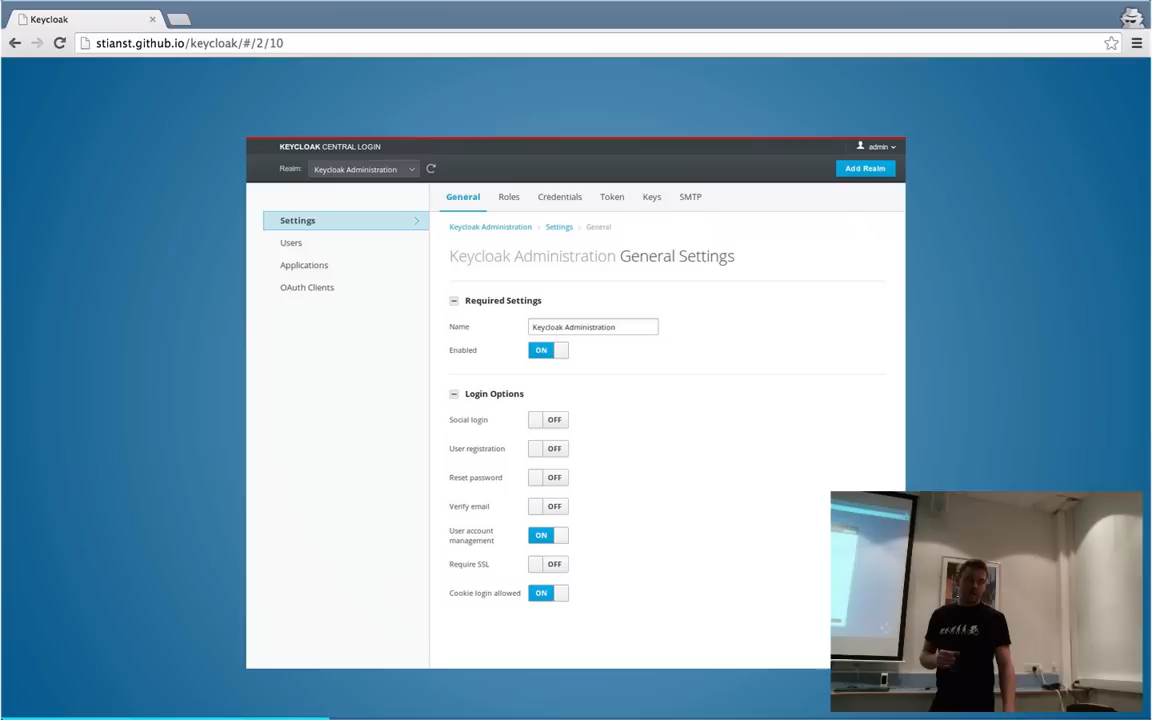 Keycloak
stianst.github.io/keycloak/#/2/10
KEYCLOAK CENTRAL LOGIN
admin
Realm:
Keycloak Administration
Add Realm
General
Roles
Credentials
Token
Keys
SMTP
Settings
Users
Applications
OAuth Clients
Keycloak Administration
Settings
General
Keycloak Administration General Settings
Required Settings
Name
Keycloak Administration
Enabled
ON
Login Options
Social login
OFF
User registration
OFF
Reset password
OFF
Verify email
OFF
User account
management
ON
Require SSL
OFF
Cookie login allowed
ON